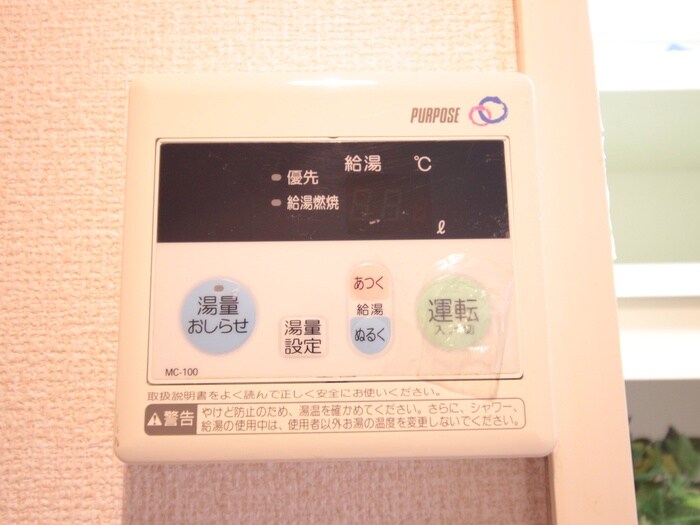 PURPOSE
給湯 ℃
優先
給湯燃焼
ℓ
湯量
おしらせ
湯量
設定
あつく
給湯
ぬるく
運転
MC-100
取扱説明書をよく読んで正しく安全にお使いください。
警告
やけど防止のため、湯温を確かめてください。さらに、シャワー、
給湯の使用中は、使用者以外お湯の温度を変更しないでください。